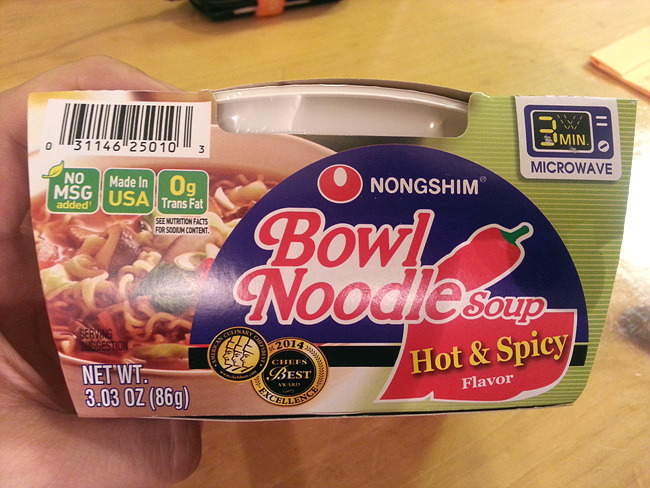 0 31146 25010 3
NO
MSG
added†
Made In
USA
0g
Trans Fat
SEE NUTRITION FACTS
FOR SODIUM CONTENT.
3
MIN.
MICROWAVE
NONGSHIM®
Bowl
Noodle Soup
Hot & Spicy
Flavor
SERVING
SUGGESTION
NET WT.
3.03 OZ (86g)
AMERICAN CULINARY
2014
CHEFS
BEST
AWARD
EXCELLENCE